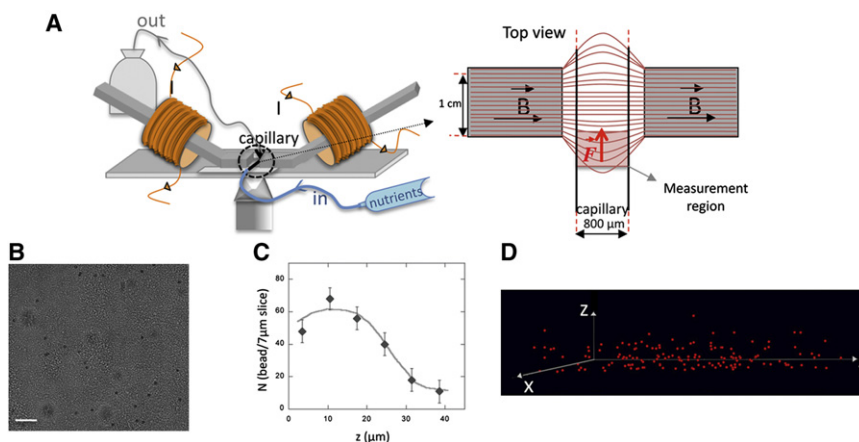 A
out
I
I
capillary
in
nutrients
Top view
1 cm
B
B
F
Measurement
region
capillary
800 µm
B
C
N (bead/7µm slice)
80
60
40
20
0
0
10
20
30
40
z (µm)
D
Z
X